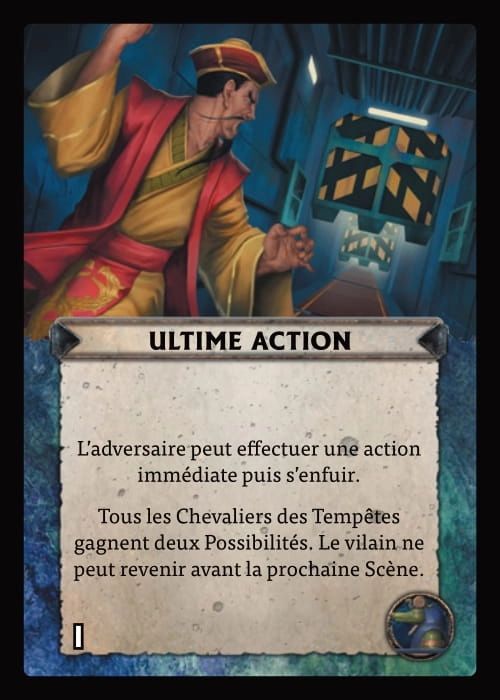 ULTIME ACTION
L'adversaire peut effectuer une action
immédiate puis s'enfuir.
Tous les Chevaliers des Tempêtes
gagnent deux Possibilités. Le vilain ne
peut revenir avant la prochaine Scène.